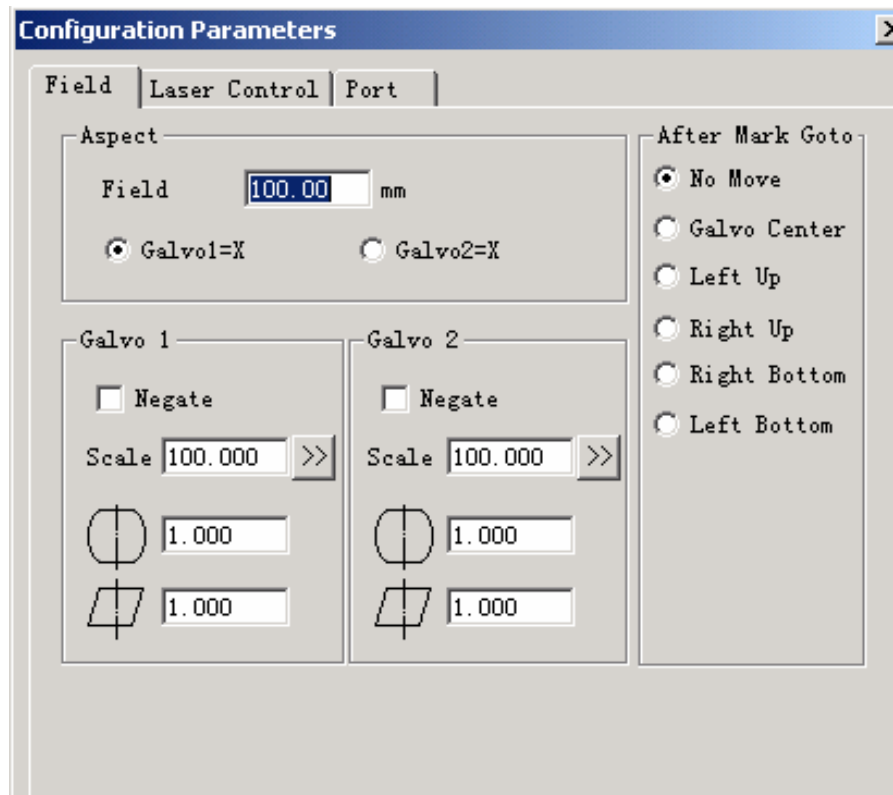 Configuration Parameters
Field
Laser Control
Port
Aspect
Field 100.00 mm
Galvo1=X
Galvo2=X
Galvo 1
Negate
Scale 100.000 >>
1.000
1.000
Galvo 2
Negate
Scale 100.000 >>
1.000
1.000
After Mark Goto
No Move
Galvo Center
Left Up
Right Up
Right Bottom
Left Bottom